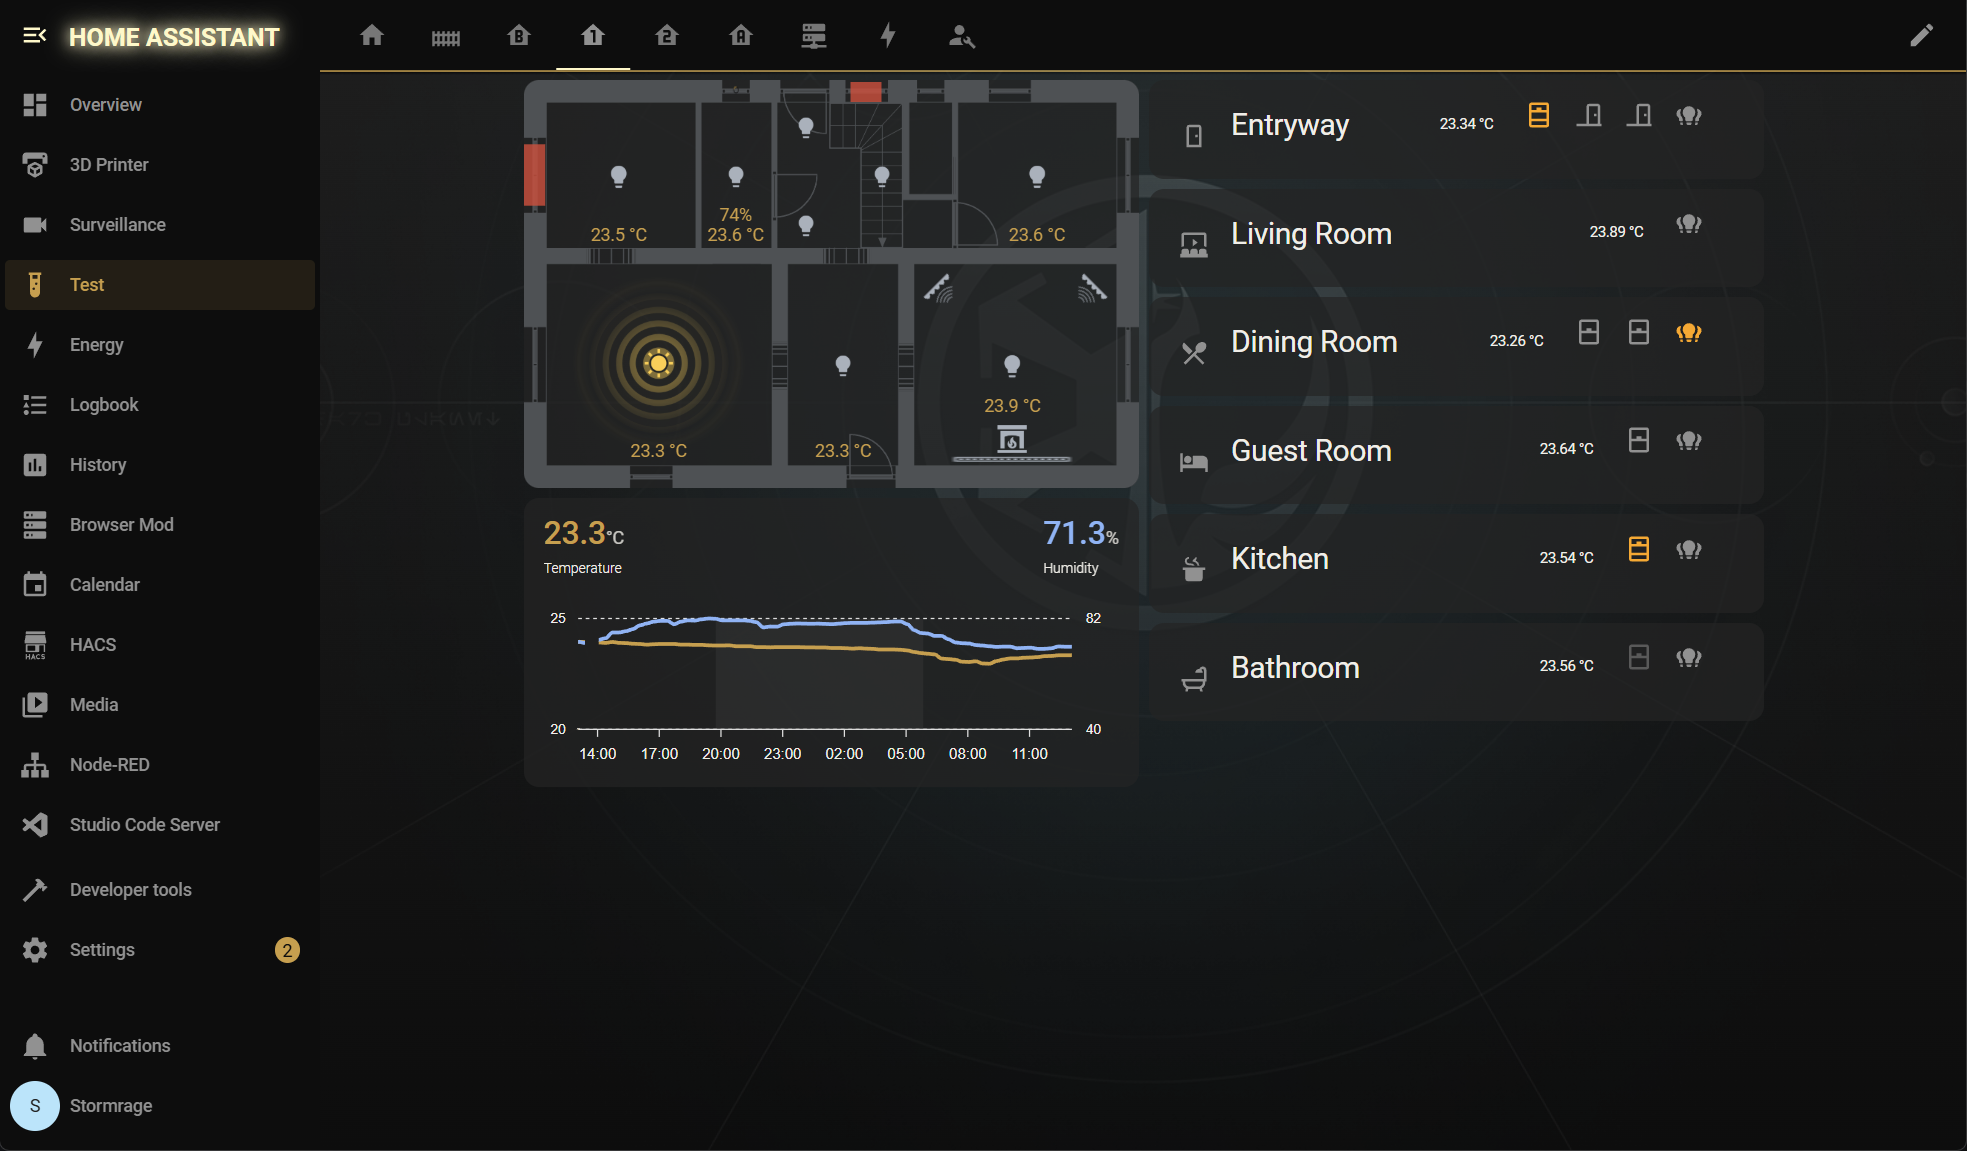 HOME ASSISTANT
B
1
2
A
Overview
3D Printer
Surveillance
Test
Energy
Logbook
History
Browser Mod
Calendar
HACS
HACS
Media
Node-RED
Studio Code Server
Developer tools
Settings
2
Notifications
S
Stormrage
23.5 °C
74%
23.6 °C
23.6 °C
23.3 °C
23.3 °C
23.9 °C
23.3°C
Temperature
71.3%
Humidity
25
82
20
40
14:00 17:00 20:00 23:00 02:00 05:00 08:00 11:00
Entryway 23.34 °C
Living Room 23.89 °C
Dining Room 23.26 °C
Guest Room 23.64 °C
Kitchen 23.54 °C
Bathroom 23.56 °C